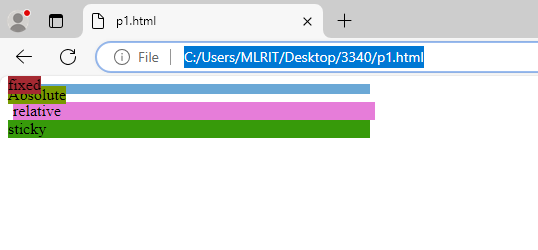 p1.html
File C:/Users/MLRIT/Desktop/3340/p1.html
fixed
Absolute
relative
sticky